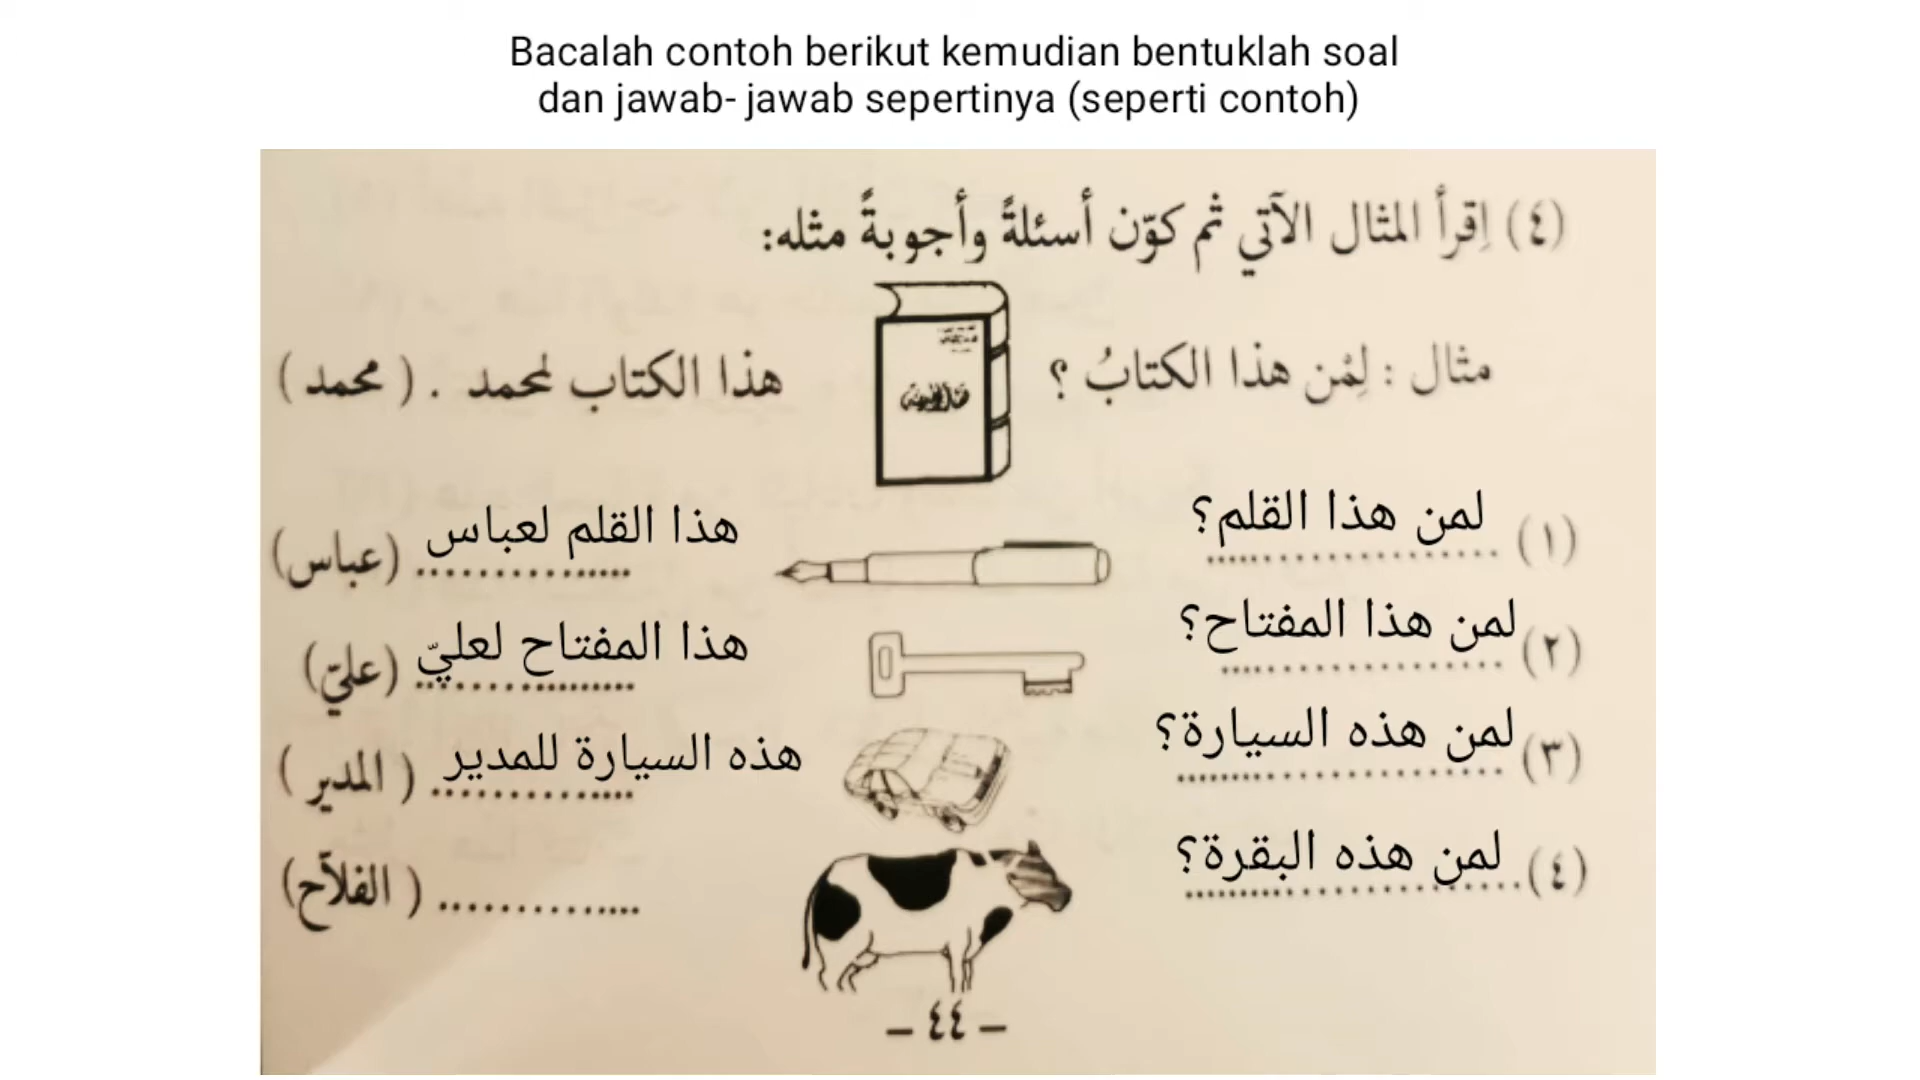 Bacalah contoh berikut kemudian bentuklah soal
dan jawab- jawab sepertinya (seperti contoh)
(٤) اِقرأ المثال الآتي ثم كوّن أسئلةً وأجوبةً مثله:
مثال : لِمْن هذا الكتابُ ؟ هذا الكتاب لمحمد . ( محمد )
(١) لمن هذا القلم؟ هذا القلم لعباس (عباس)
(٢) لمن هذا المفتاح؟ هذا المفتاح لعليّ (عليّ)
(٣) لمن هذه السيارة؟ هذه السيارة للمدير ( المدير )
(٤) لمن هذه البقرة؟ .............. ( الفلاّح)
– ٤٤ –